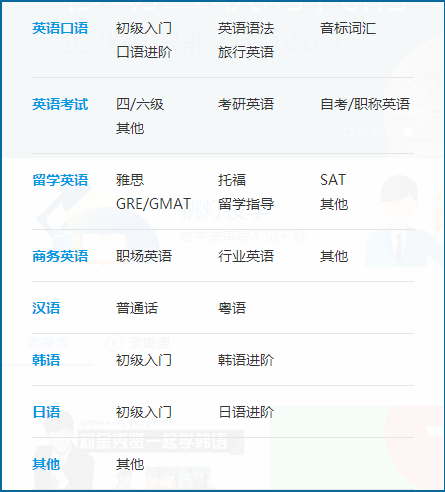 英语口语 初级入门 英语语法 音标词汇
口语进阶 旅行英语
英语考试 四/六级 考研英语 自考/职称英语
其他
留学英语 雅思 托福 SAT
GRE/GMAT 留学指导 其他
商务英语 职场英语 行业英语 其他
汉语 普通话 粤语
韩语 初级入门 韩语进阶
日语 初级入门 日语进阶
其他 其他